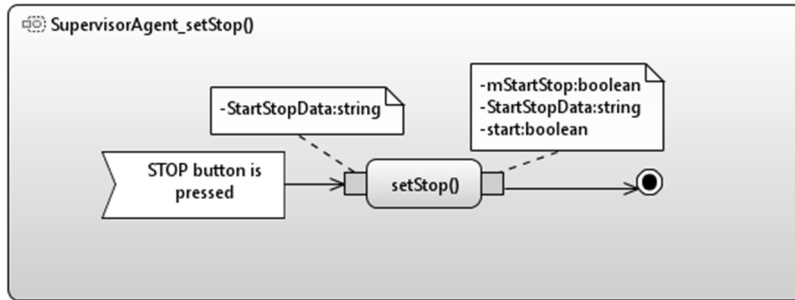 SupervisorAgent_setStop()
-StartStopData:string
-mStartStop:boolean
-StartStopData:string
-start:boolean
STOP button is
pressed
setStop()